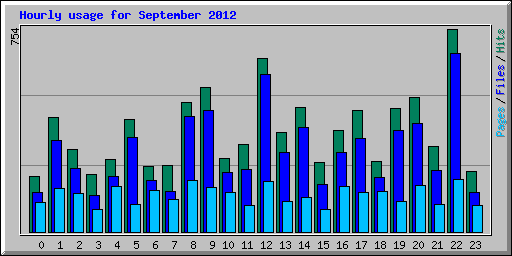 Hourly usage for September 2012
754
Pages / Files / Hits
0 1 2 3 4 5 6 7 8 9 10 11 12 13 14 15 16 17 18 19 20 21 22 23